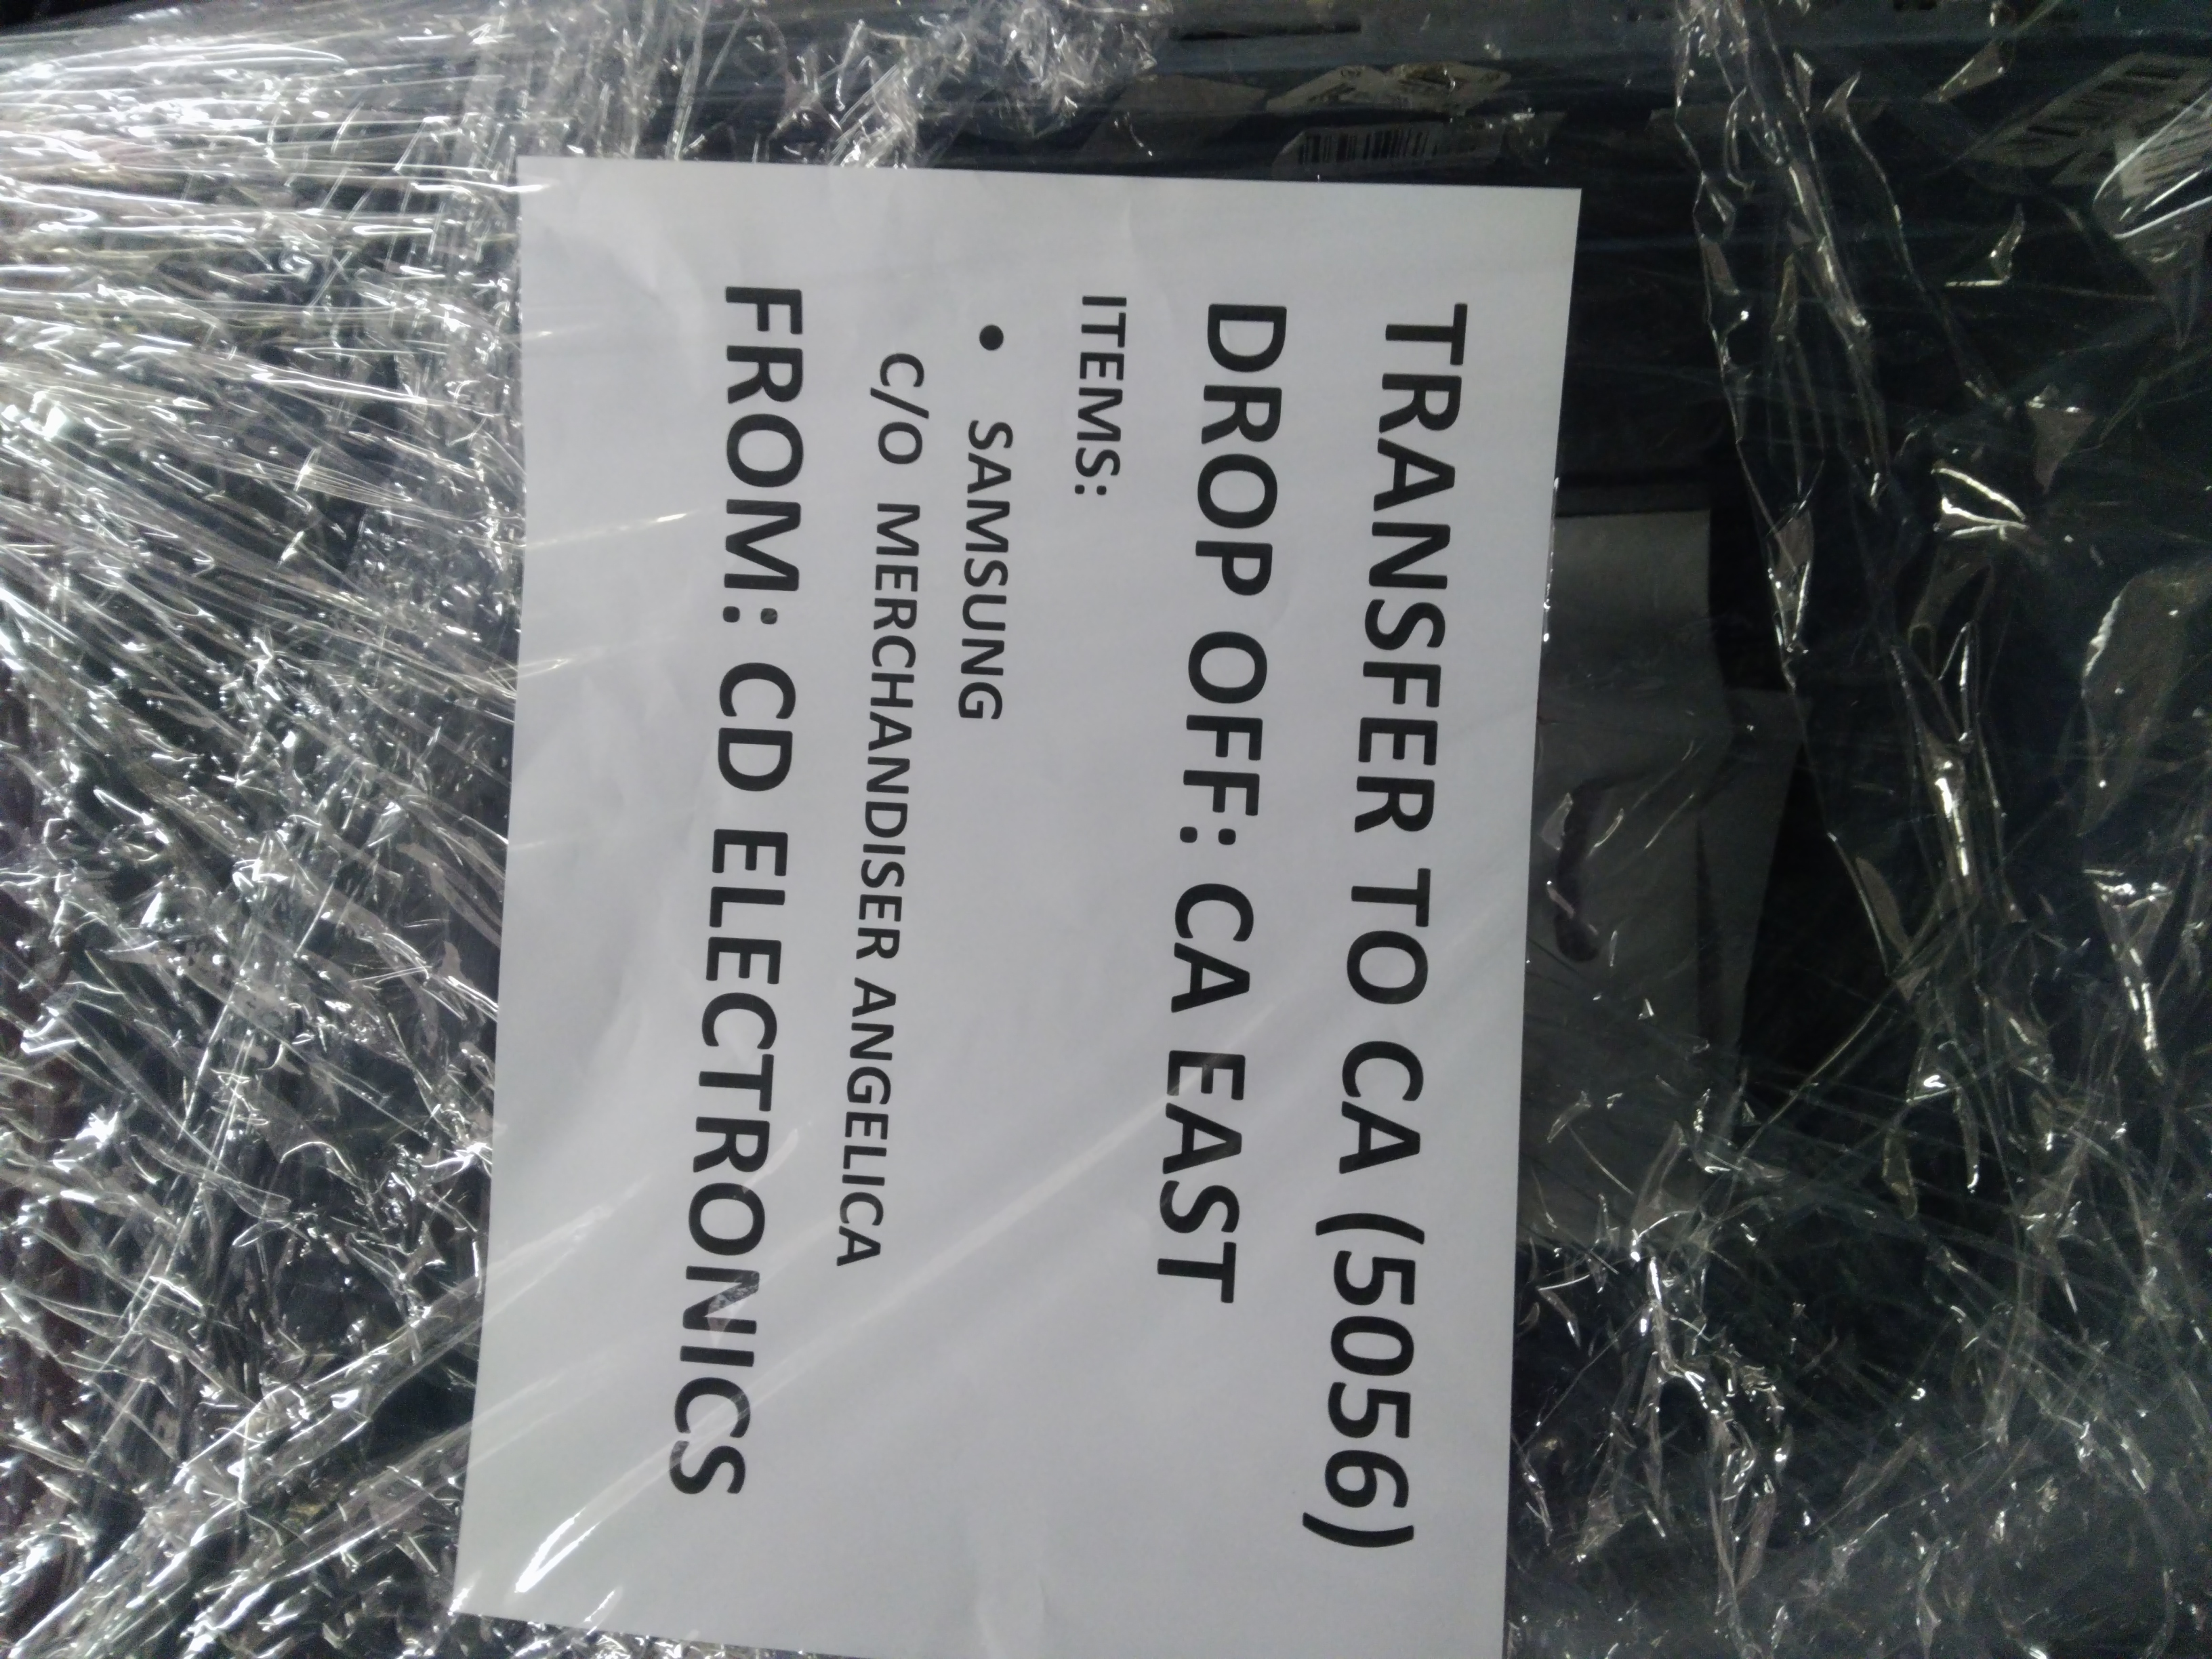 TRANSFER TO CA (5056)
DROP OFF: CA EAST
ITEMS:
• SAMSUNG
C/O MERCHANDISER ANGELICA
FROM: CD ELECTRONICS